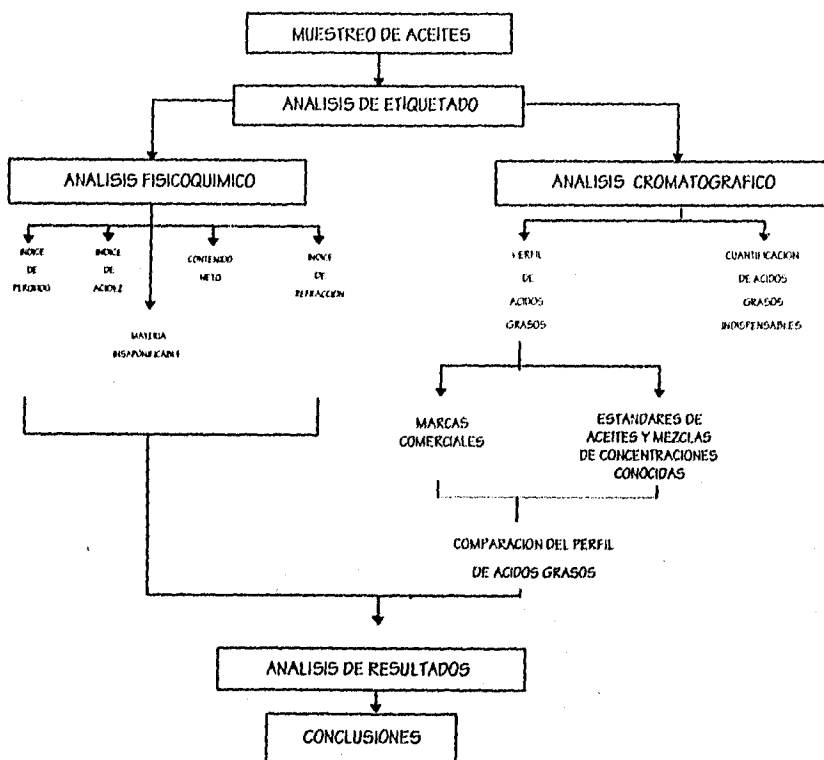 MUESTREO DE ACEITES
ANALISIS DE ETIQUETADO
ANALISIS FISICOQUIMICO
ANALISIS CROMATOGRAFICO
INDICE
DE
PEROXIDO
INDICE
DE
ACIDEZ
CONTENIDO
NETO
INDICE
DE
REFRACCION
MATERIA
INSAPONIFICABLE
PERFIL
DE
ACIDOS
GRASOS
CUANTIFICACION
DE ACIDOS
GRASOS
INDISPENSABLES
MARCAS
COMERCIALES
ESTANDARES DE
ACEITES Y MEZCLAS
DE CONCENTRACIONES
CONOCIDAS
COMPARACION DEL PERFIL
DE ACIDOS GRASOS
ANALISIS DE RESULTADOS
CONCLUSIONES